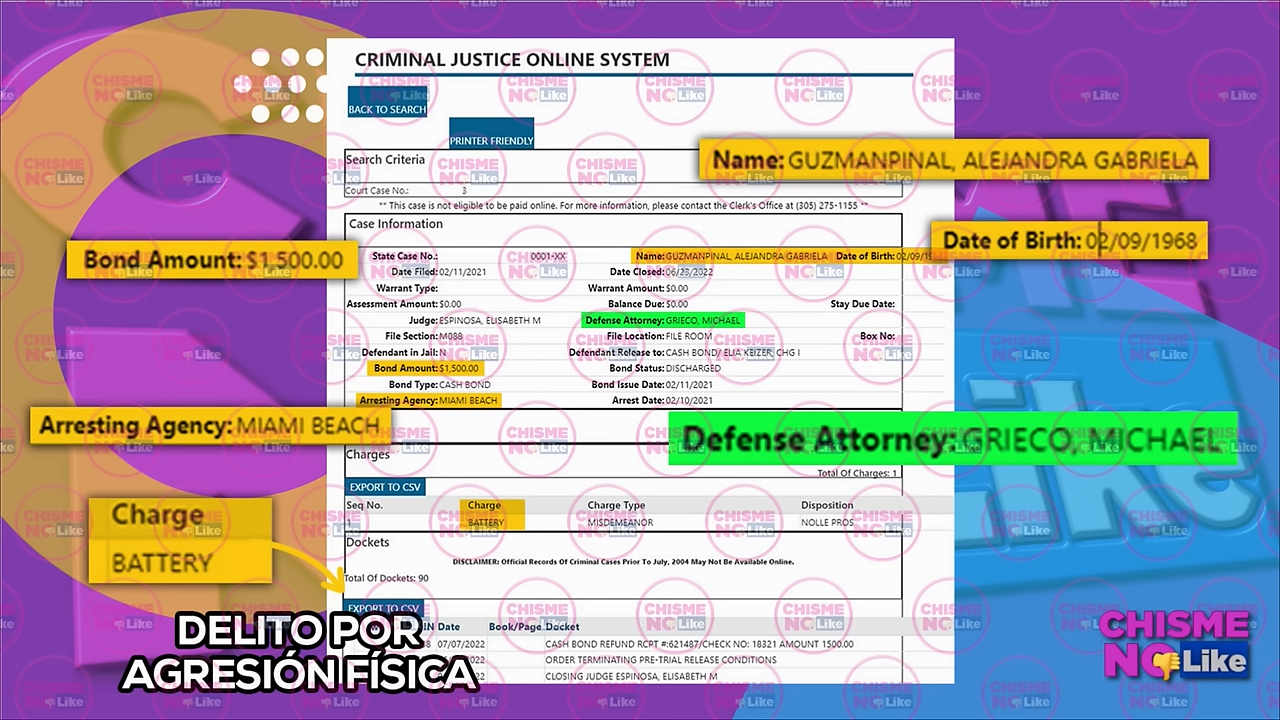 CRIMINAL JUSTICE ONLINE SYSTEM
BACK TO SEARCH
PRINTER FRIENDLY
Search Criteria
Name: GUZMANPINAL, ALEJANDRA GABRIELA
Court Case No.: 3
** This case is not eligible to be paid online. For more information, please contact the Clerk's Office at (305) 275-1155 **
Case Information
Date of Birth: 02/09/1968
Bond Amount: $1,500.00
State Case No.: 0001-XX Name: GUZMANPINAL, ALEJANDRA GABRIELA Date of Birth: 02/09/19
Date Filed: 02/11/2021 Date Closed: 06/23/2022
Warrant Type: Warrant Amount: $0.00
Assessment Amount: $0.00 Balance Due: $0.00 Stay Due Date:
Judge: ESPINOSA, ELISABETH M Defense Attorney: GRIECO, MICHAEL
File Section: M088 File Location: FILE ROOM Box No:
Defendant in Jail: N Defendant Release to: CASH BOND/ ELIA KEIZER, CHG I
Bond Amount: $1,500.00 Bond Status: DISCHARGED
Bond Type: CASH BOND Bond Issue Date: 02/11/2021
Arresting Agency: MIAMI BEACH Arrest Date: 02/10/2021
Arresting Agency: MIAMI BEACH
Defense Attorney: GRIECO, MICHAEL
Charges
Total Of Charges: 1
EXPORT TO CSV
Seq No. Charge Charge Type Disposition
1 BATTERY MISDEMEANOR NOLLE PROS
Charge
BATTERY
Dockets
DISCLAIMER: Official Records Of Criminal Cases Prior To July, 2004 May Not Be Available Online.
Total Of Dockets: 90
EXPORT TO CSV
IN Date Book/Page Docket
07/07/2022 CASH BOND REFUND RCPT #:621487/CHECK NO: 18321 AMOUNT 1500.00
2022 ORDER TERMINATING PRE-TRIAL RELEASE CONDITIONS
2022 CLOSING JUDGE ESPINOSA, ELISABETH M
DELITO POR
AGRESIÓN FÍSICA
CHISME
NO Like